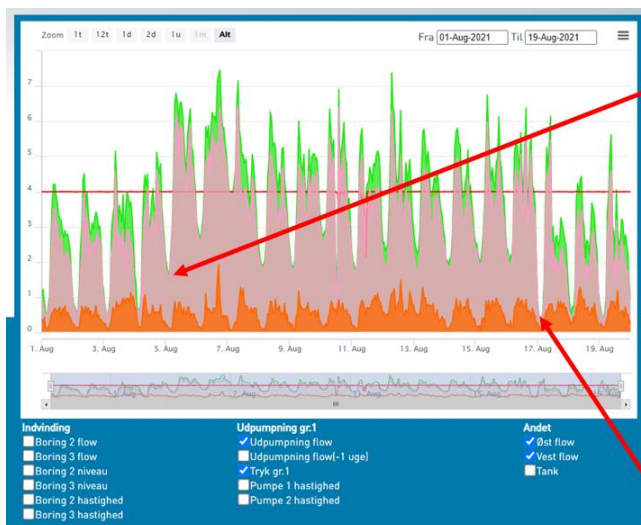 Zoom 1t 12t 1d 2d 1u 1m Alt
Fra 01-Aug-2021 Til 19-Aug-2021
7
6
5
4
3
2
1
0
1. Aug 3. Aug 5. Aug 7. Aug 9. Aug 11. Aug 13. Aug 15. Aug 17. Aug 19. Aug
Indvinding
Boring 2 flow
Boring 3 flow
Boring 2 niveau
Boring 3 niveau
Boring 2 hastighed
Boring 3 hastighed
Udpumpning gr.1
Udpumpning flow
Udpumpning flow(-1 uge)
Tryk gr.1
Pumpe 1 hastighed
Pumpe 2 hastighed
Andet
Øst flow
Vest flow
Tank